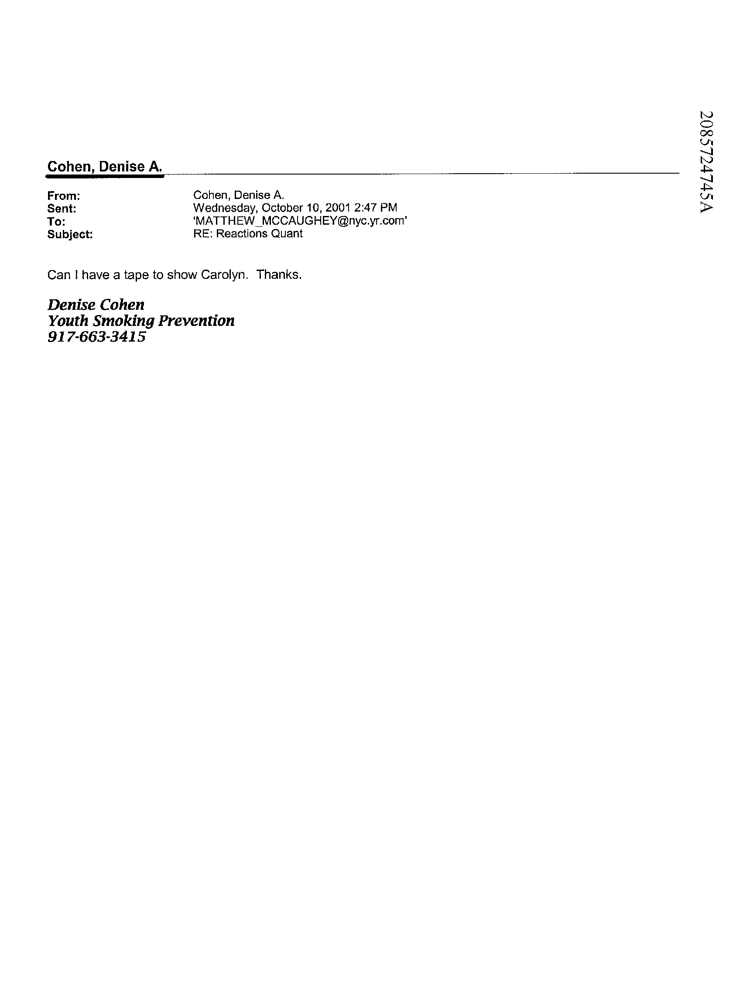 Cohen, Denise A.
From: Cohen, Denise A.
Sent: Wednesday, October 10, 2001 2:47 PM
To: 'MATTHEW_MCCAUGHEY@nyc.yr.com'
Subject: RE: Reactions Quant
Can I have a tape to show Carolyn. Thanks.
Denise Cohen
Youth Smoking Prevention
917-663-3415
2085724745A